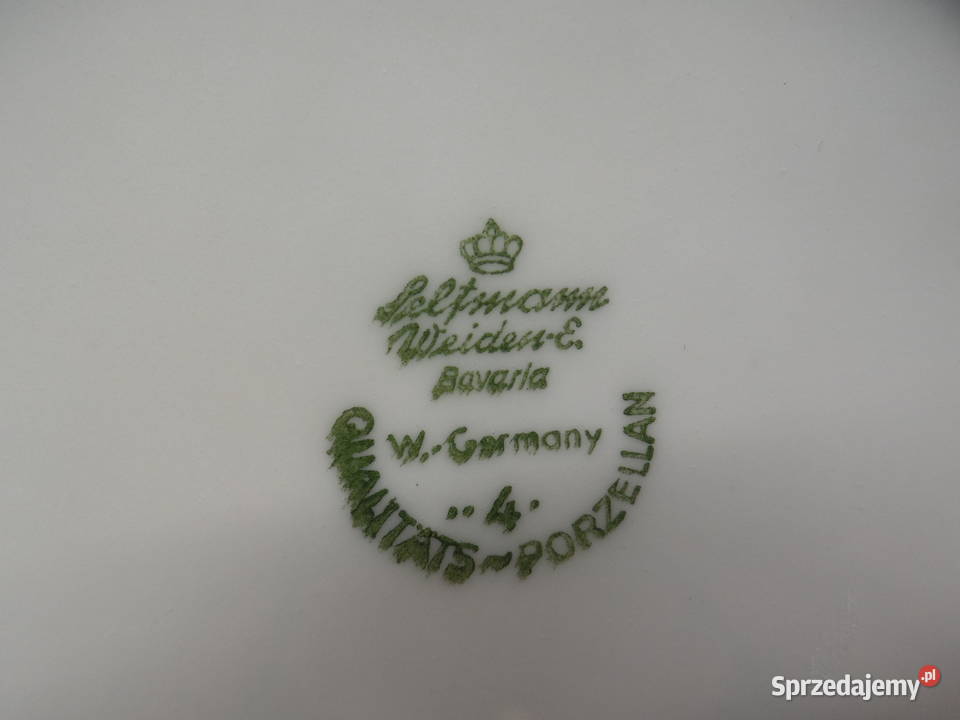 Seltmann
Weiden-E.
Bavaria
W.-Germany
..4.
QUALITÄTS~PORZELLAN
Sprzedajemy.pl